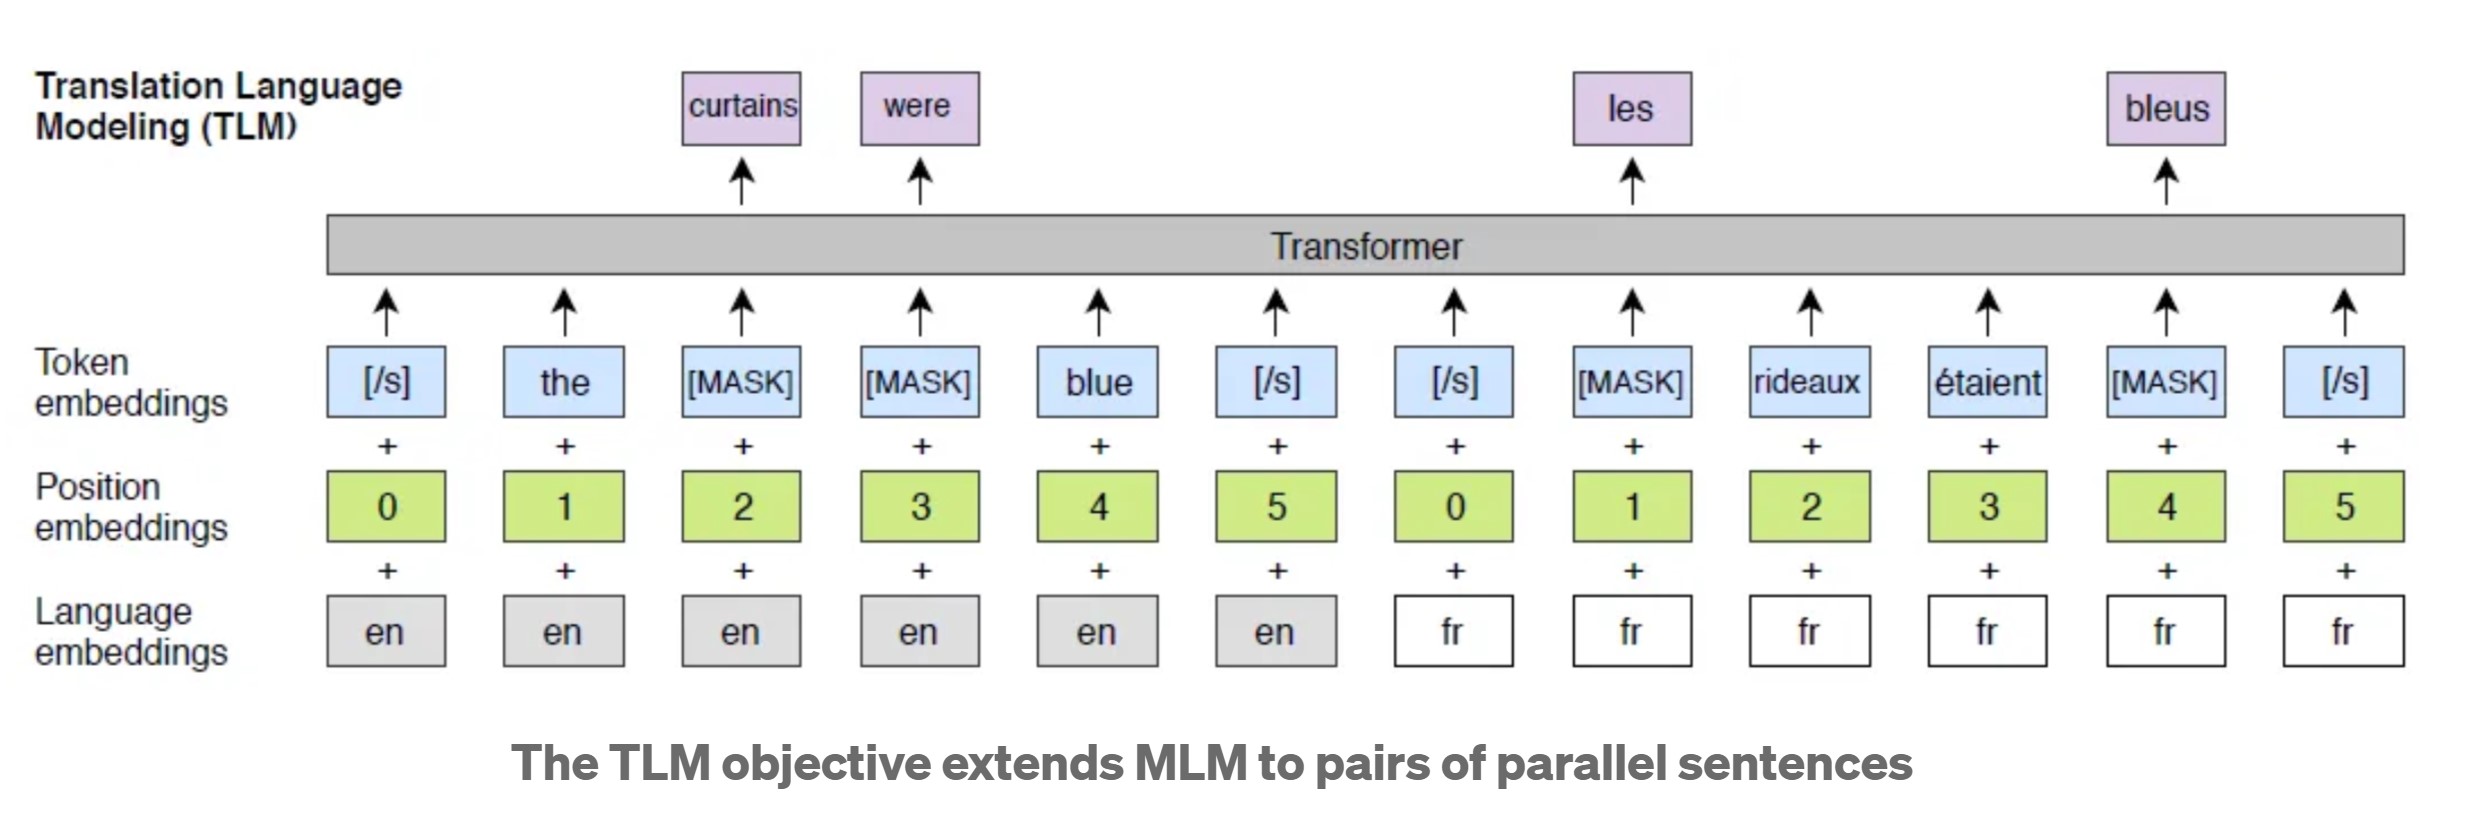 Translation Language
Modeling (TLM)
curtains were les bleus
Transformer
Token
embeddings
[/s] the [MASK] [MASK] blue [/s] [/s] [MASK] rideaux étaient [MASK] [/s]
+ + + + + + + + + + + +
Position
embeddings
0 1 2 3 4 5 0 1 2 3 4 5
+ + + + + + + + + + + +
Language
embeddings
en en en en en en fr fr fr fr fr fr
The TLM objective extends MLM to pairs of parallel sentences